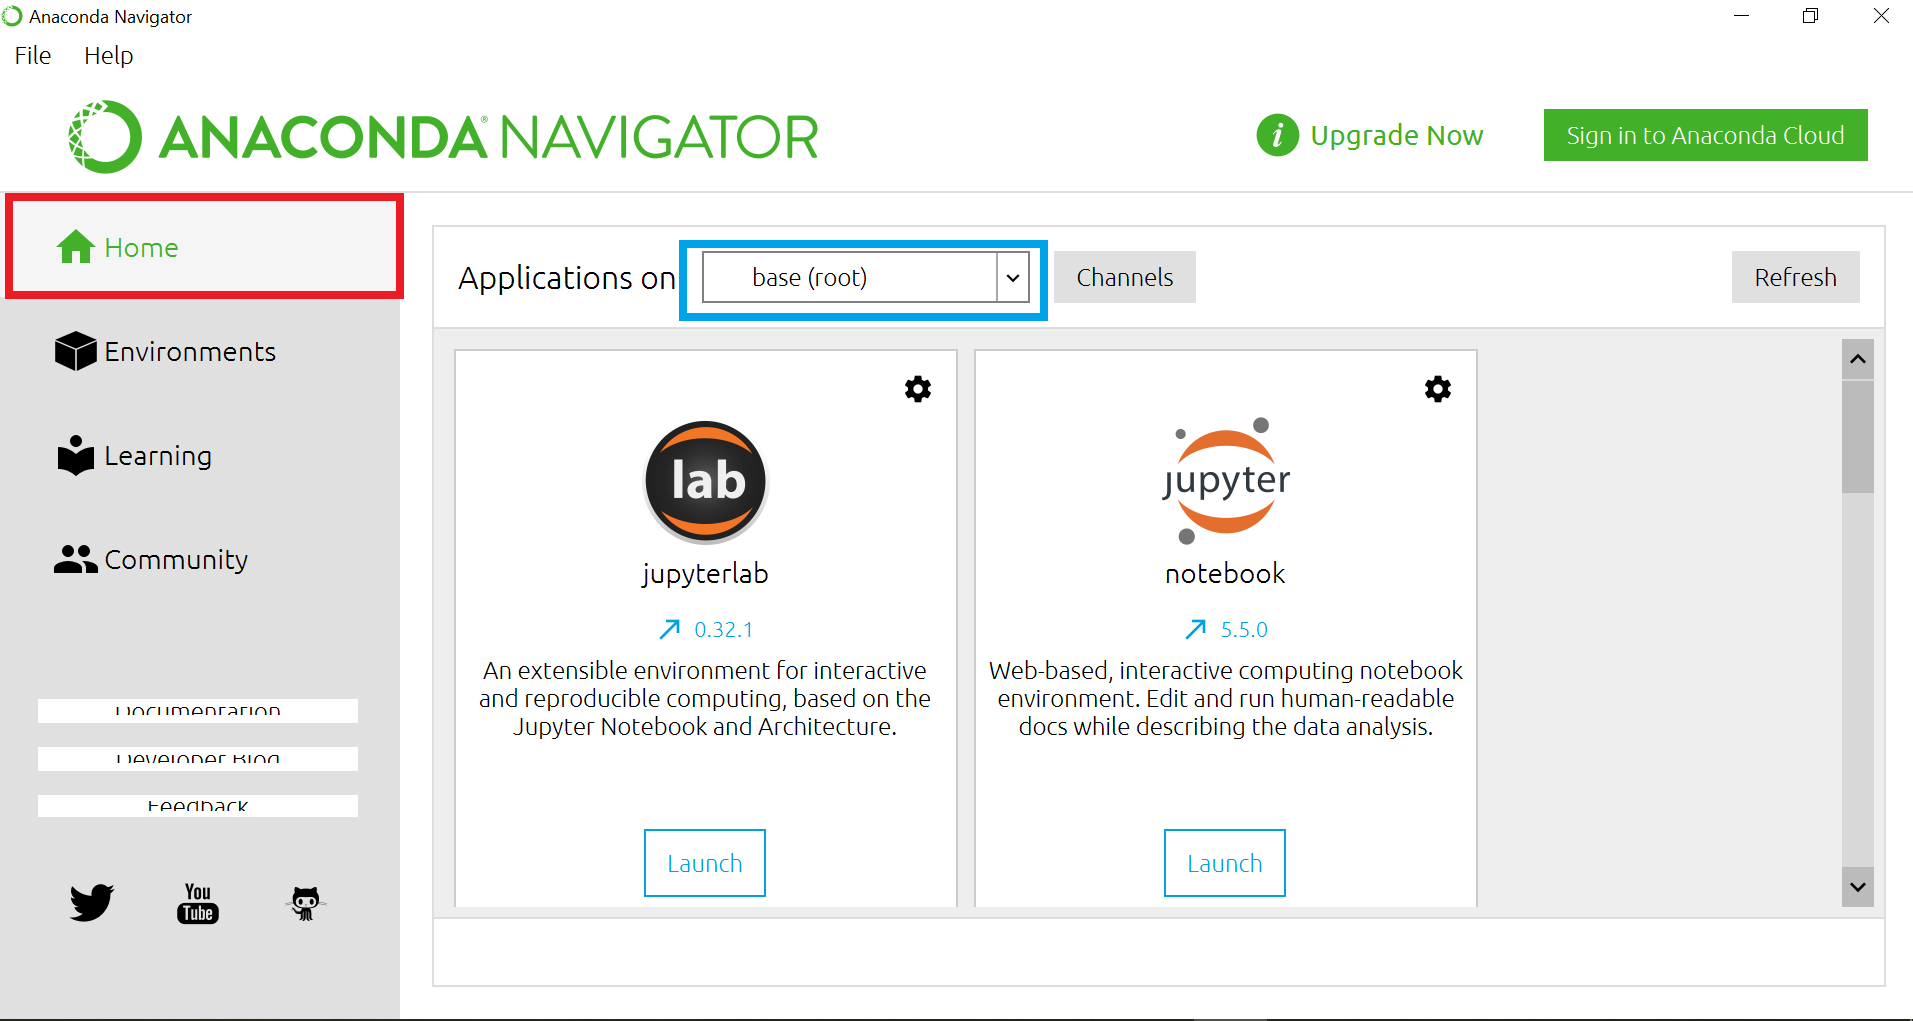 Anaconda Navigator
File Help
ANACONDA® NAVIGATOR
i Upgrade Now
Sign in to Anaconda Cloud
Home
Environments
Learning
Community
Documentation
Developer Blog
Feedback
You
Tube
Applications on
base (root)
Channels
Refresh
lab
jupyterlab
0.32.1
An extensible environment for interactive
and reproducible computing, based on the
Jupyter Notebook and Architecture.
Launch
jupyter
notebook
5.5.0
Web-based, interactive computing notebook
environment. Edit and run human-readable
docs while describing the data analysis.
Launch